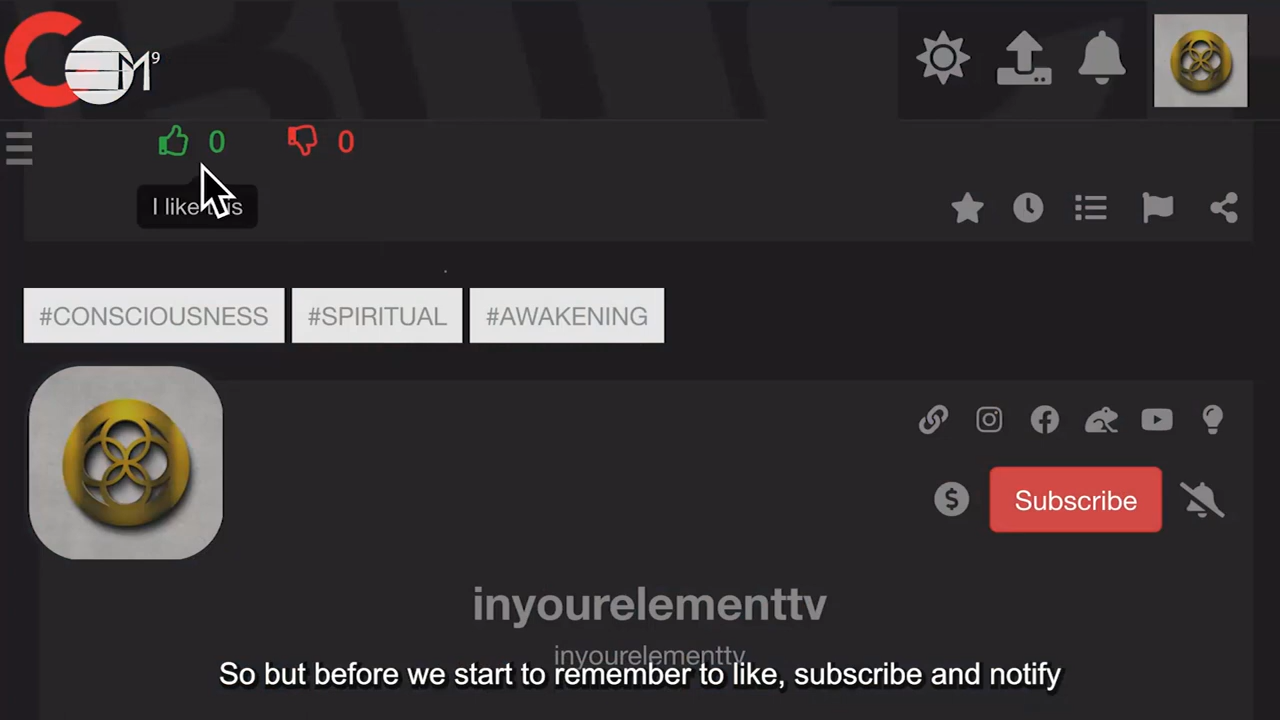 M9
0 0
I like this
#CONSCIOUSNESS #SPIRITUAL #AWAKENING
Subscribe
inyourelementtv
inyourelementtv
So but before we start to remember to like, subscribe and notify